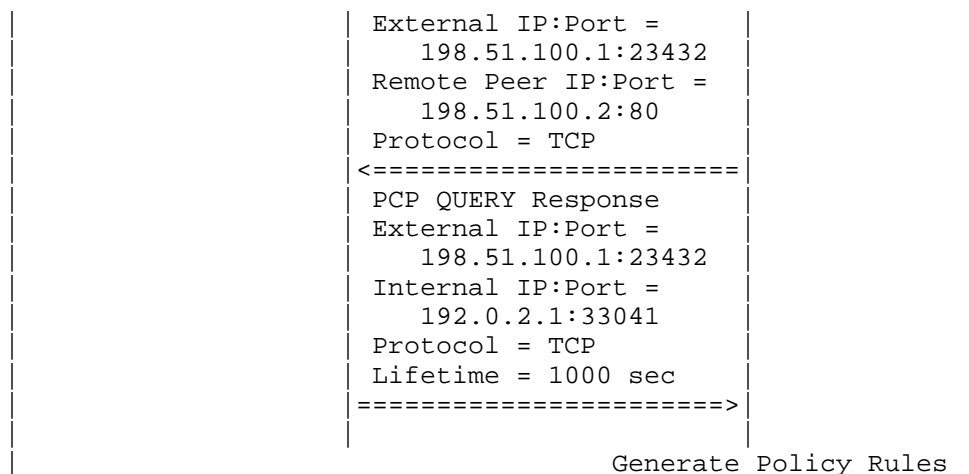 | | External IP:Port = |
| | 198.51.100.1:23432 |
| | Remote Peer IP:Port = |
| | 198.51.100.2:80 |
| | Protocol = TCP |
| |<=======================|
| | PCP QUERY Response |
| | External IP:Port = |
| | 198.51.100.1:23432 |
| | Internal IP:Port = |
| | 192.0.2.1:33041 |
| | Protocol = TCP |
| | Lifetime = 1000 sec |
| |=======================>|
| | |
| Generate Policy Rules